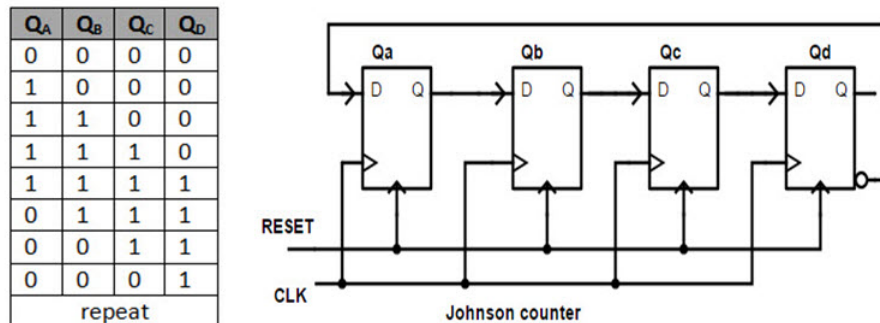 QA QB QC QD
0 0 0 0
1 0 0 0
1 1 0 0
1 1 1 0
1 1 1 1
0 1 1 1
0 0 1 1
0 0 0 1
repeat
Qa Qb Qc Qd
D Q D Q D Q D Q
RESET
CLK
Johnson counter